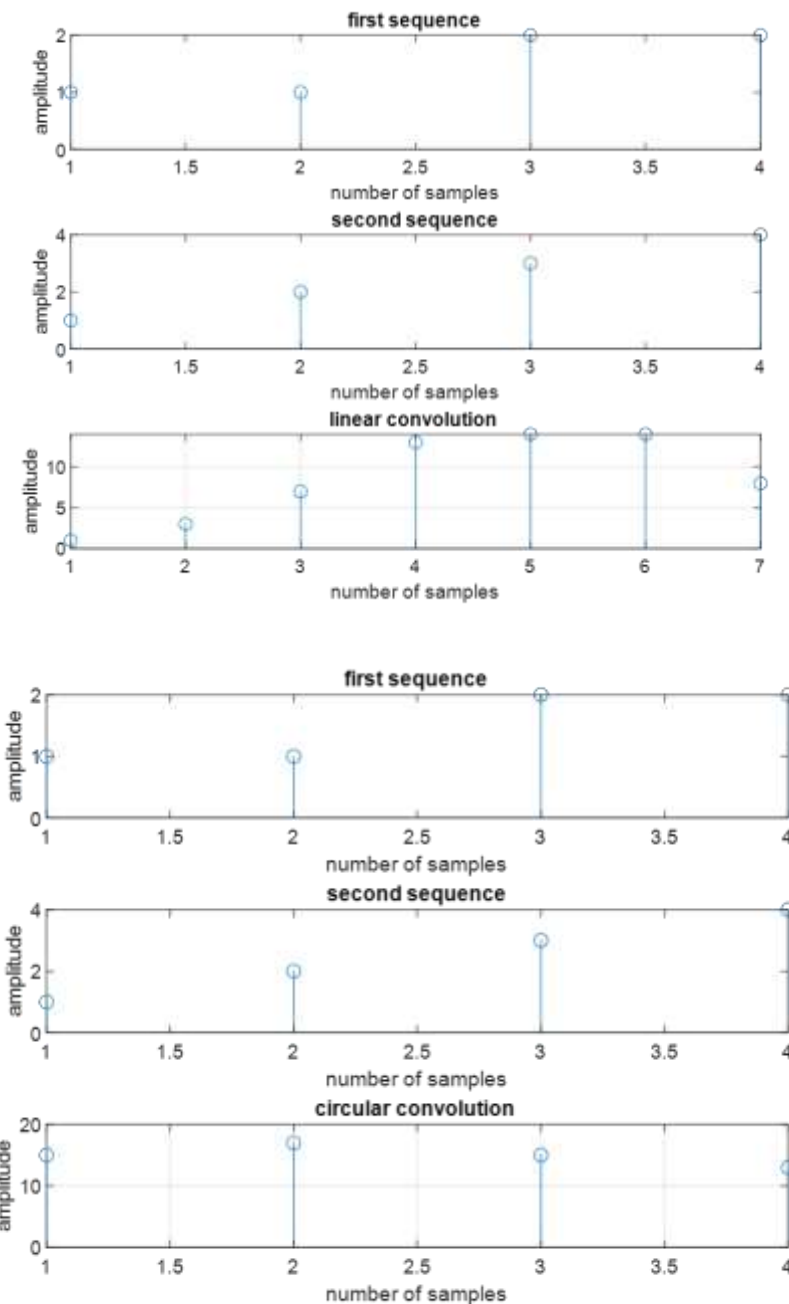 first sequence
2
1
0
amplitude
1 1.5 2 2.5 3 3.5 4
number of samples
second sequence
4
2
0
amplitude
1 1.5 2 2.5 3 3.5 4
number of samples
linear convolution
10
5
0
amplitude
1 2 3 4 5 6 7
number of samples
first sequence
2
1
0
amplitude
1 1.5 2 2.5 3 3.5 4
number of samples
second sequence
4
2
0
amplitude
1 1.5 2 2.5 3 3.5 4
number of samples
circular convolution
20
10
0
amplitude
1 1.5 2 2.5 3 3.5 4
number of samples